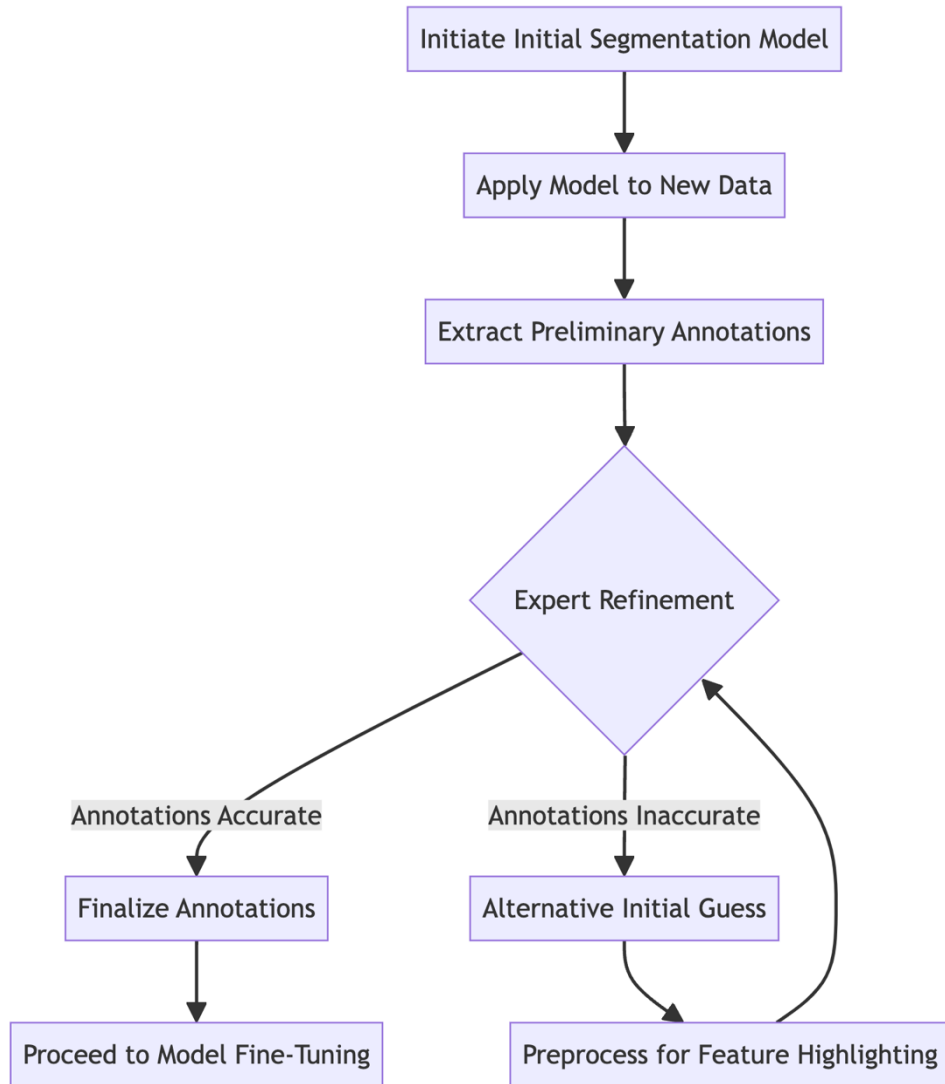 Initiate Initial Segmentation Model
Apply Model to New Data
Extract Preliminary Annotations
Expert Refinement
Annotations Accurate
Annotations Inaccurate
Finalize Annotations
Alternative Initial Guess
Proceed to Model Fine-Tuning
Preprocess for Feature Highlighting